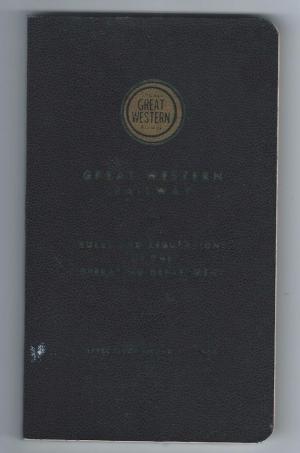 GREAT
WESTERN
GREAT WESTERN
RAILWAY
RULES AND REGULATIONS
OF THE
OPERATING DEPARTMENT